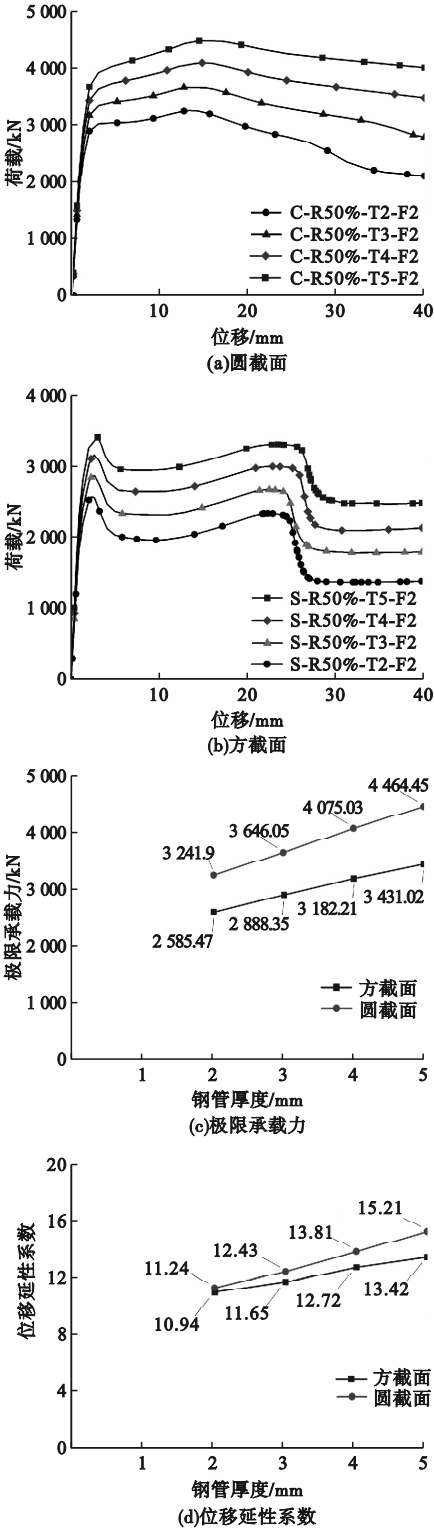 5 000
4 000
3 000
2 000
1 000
0
荷载/kN
C-R50%-T2-F2
C-R50%-T3-F2
C-R50%-T4-F2
C-R50%-T5-F2
10 20 30 40
位移/mm
(a)圆截面
4 000
3 000
2 000
1 000
0
荷载/kN
S-R50%-T5-F2
S-R50%-T4-F2
S-R50%-T3-F2
S-R50%-T2-F2
10 20 30 40
位移/mm
(b)方截面
5 000
4 000
3 000
2 000
1 000
0
极限承载力/kN
3 241.9
3 646.05
4 075.03
4 464.45
2 585.47
2 888.35
3 182.21
3 431.02
方截面
圆截面
1 2 3 4 5
钢管厚度/mm
(c)极限承载力
20
16
12
8
4
0
位移延性系数
11.24
12.43
13.81
15.21
10.94
11.65
12.72
13.42
方截面
圆截面
1 2 3 4 5
钢管厚度/mm
(d)位移延性系数